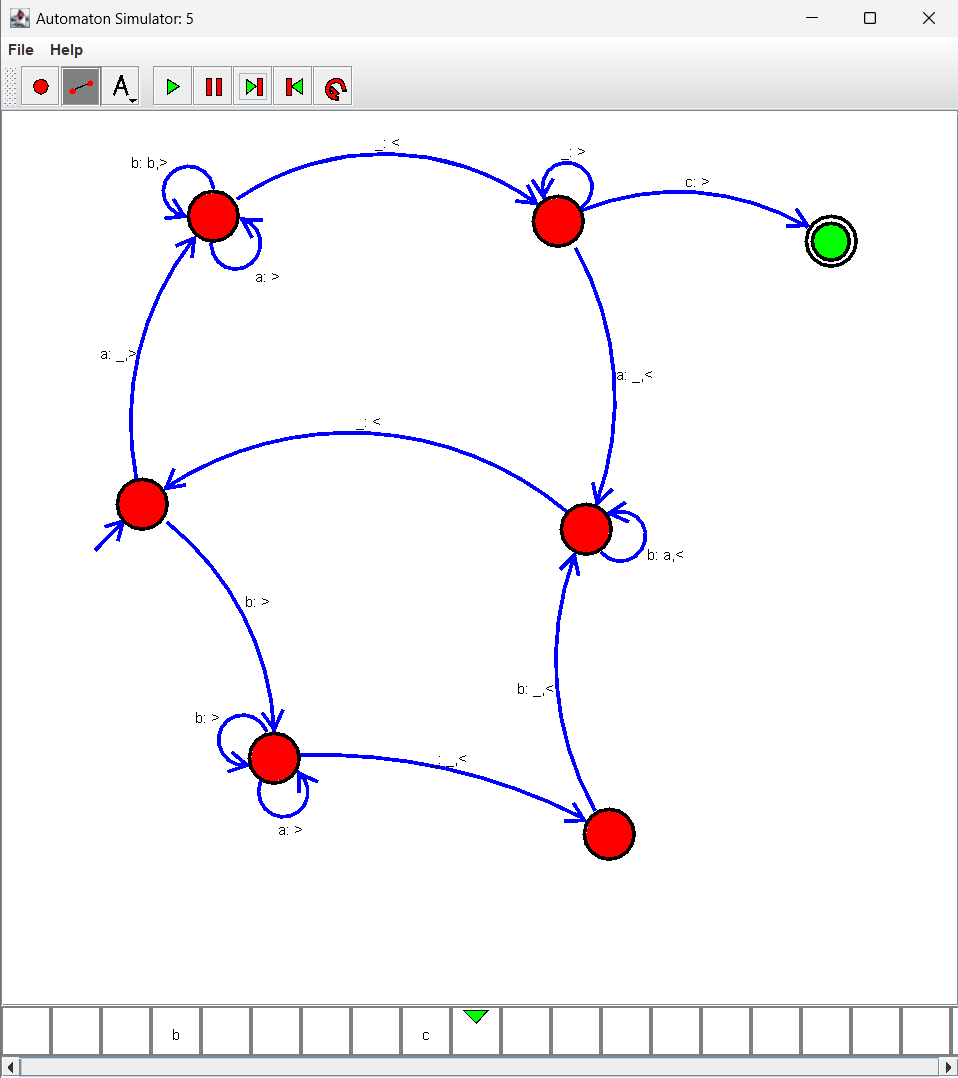 Automaton Simulator: 5
File Help
A
_: <
b: b,>
_: >
c: >
a: >
a: _,>
a: _,<
_: <
b: a,<
b: >
b: _,<
b: >
_: _,<
a: >
b c